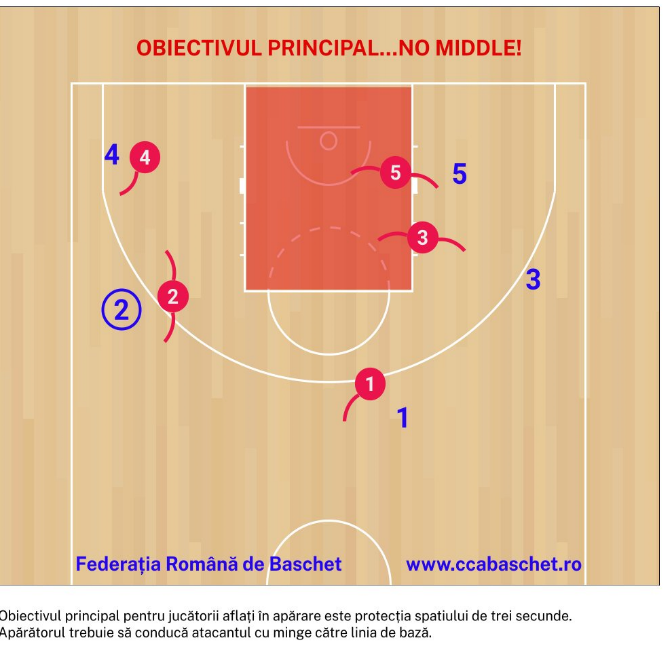 OBIECTIVUL PRINCIPAL...NO MIDDLE!
4 4
5 5
3
2 2
3
1
1
Federația Română de Baschet www.ccabaschet.ro
Obiectivul principal pentru jucătorii aflați în apărare este protecția spatiului de trei secunde.
Apărătorul trebuie să conducă atacantul cu minge către linia de bază.